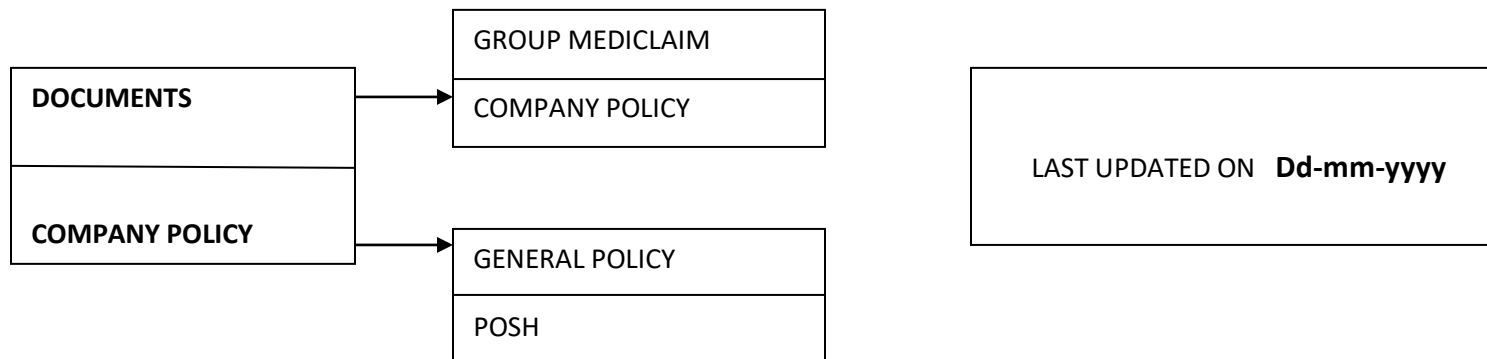 DOCUMENTS
COMPANY POLICY
GROUP MEDICLAIM
COMPANY POLICY
GENERAL POLICY
POSH
LAST UPDATED ON Dd-mm-yyyy